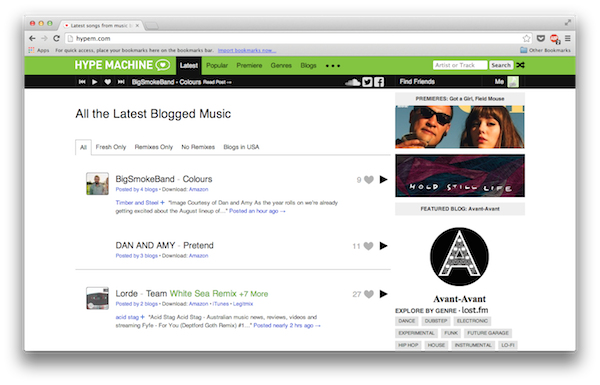 Latest songs from music b
hypem.com
Apps For quick access, place your bookmarks here on the bookmarks bar. Import bookmarks now... Other Bookmarks
HYPE MACHINE Latest Popular Premiere Genres Blogs ••• Artist or Track Search
BigSmokeBand - Colours Read Post → Find Friends Me
PREMIERES: Got a Girl, Field Mouse
All the Latest Blogged Music
All Fresh Only Remixes Only No Remixes Blogs in USA
HOLD STILL LIFE
FEATURED BLOG: Avant-Avant
BigSmokeBand - Colours 9
Posted by 4 blogs • Download: Amazon
Timber and Steel + "Image Courtesy of Dan and Amy As the year rolls on we're already
getting excited about the August lineup of..." Posted an hour ago →
DAN AND AMY - Pretend 11
Posted by 3 blogs • Download: Amazon
A
Avant-Avant
Lorde - Team White Sea Remix +7 More 27
Posted by 2 blogs • Download: Amazon • iTunes • Legitmix
acid stag + "Acid Stag Acid Stag - Australian music news, reviews, videos and
streaming Fyfe - For You (Deptford Goth Remix) #1..." Posted nearly 2 hrs ago →
EXPLORE BY GENRE • last.fm
DANCE DUBSTEP ELECTRONIC
EXPERIMENTAL FUNK FUTURE GARAGE
HIP HOP HOUSE INSTRUMENTAL LO-FI